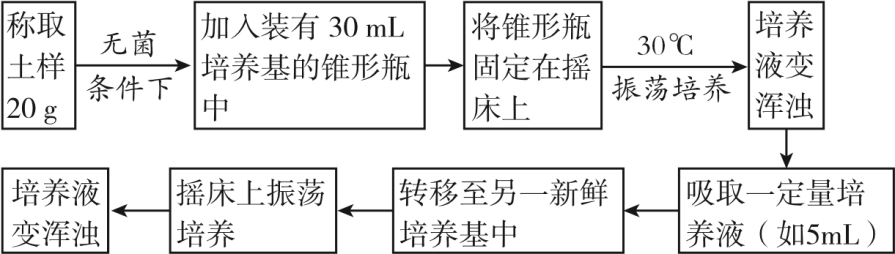 称取
土样
20 g
无菌
条件下
加入装有 30 mL
培养基的锥形瓶
中
将锥形瓶
固定在摇
床上
30℃
振荡培养
培养
液变
浑浊
吸取一定量培
养液（如5mL）
转移至另一新鲜
培养基中
摇床上振荡
培养
培养液
变浑浊